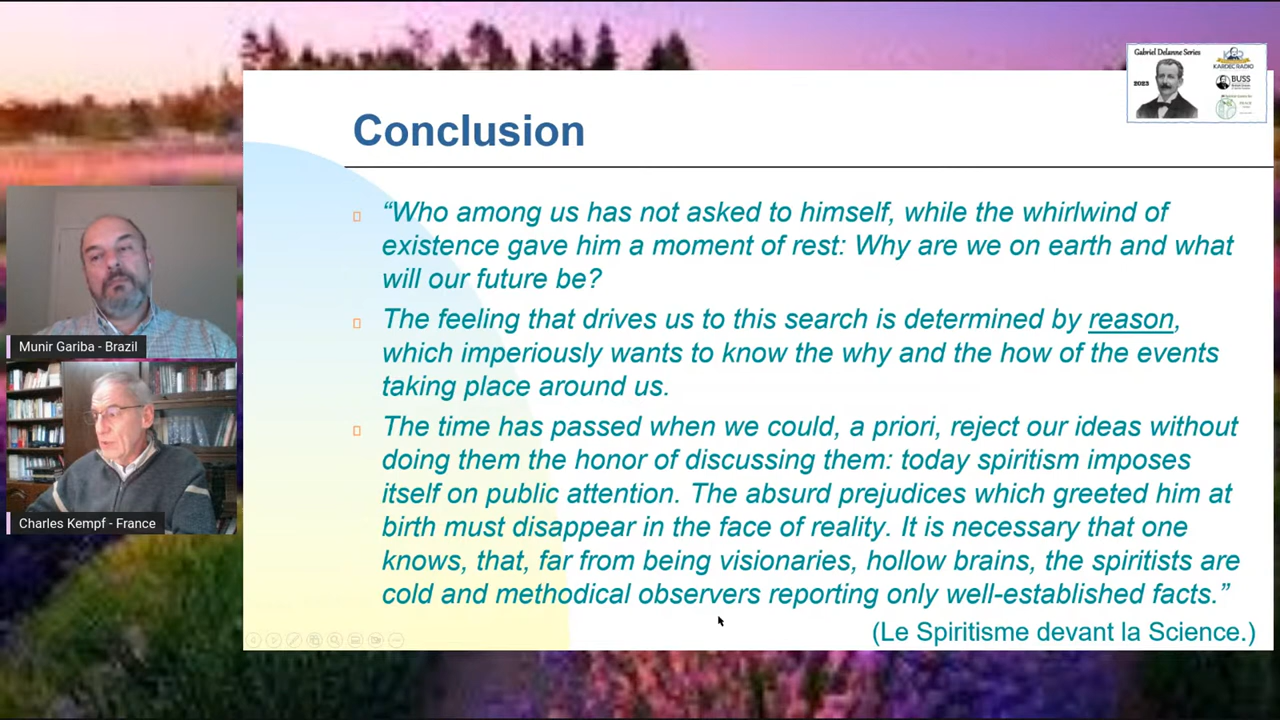 Gabriel Delanne Series
2023
KARDEC RADIO
BUSS
PEACE
Conclusion
“Who among us has not asked to himself, while the whirlwind of
existence gave him a moment of rest: Why are we on earth and what
will our future be?
The feeling that drives us to this search is determined by reason,
which imperiously wants to know the why and the how of the events
taking place around us.
The time has passed when we could, a priori, reject our ideas without
doing them the honor of discussing them: today spiritism imposes
itself on public attention. The absurd prejudices which greeted him at
birth must disappear in the face of reality. It is necessary that one
knows, that, far from being visionaries, hollow brains, the spiritists are
cold and methodical observers reporting only well-established facts.”
(Le Spiritisme devant la Science.)
Munir Gariba - Brazil
Charles Kempf - France